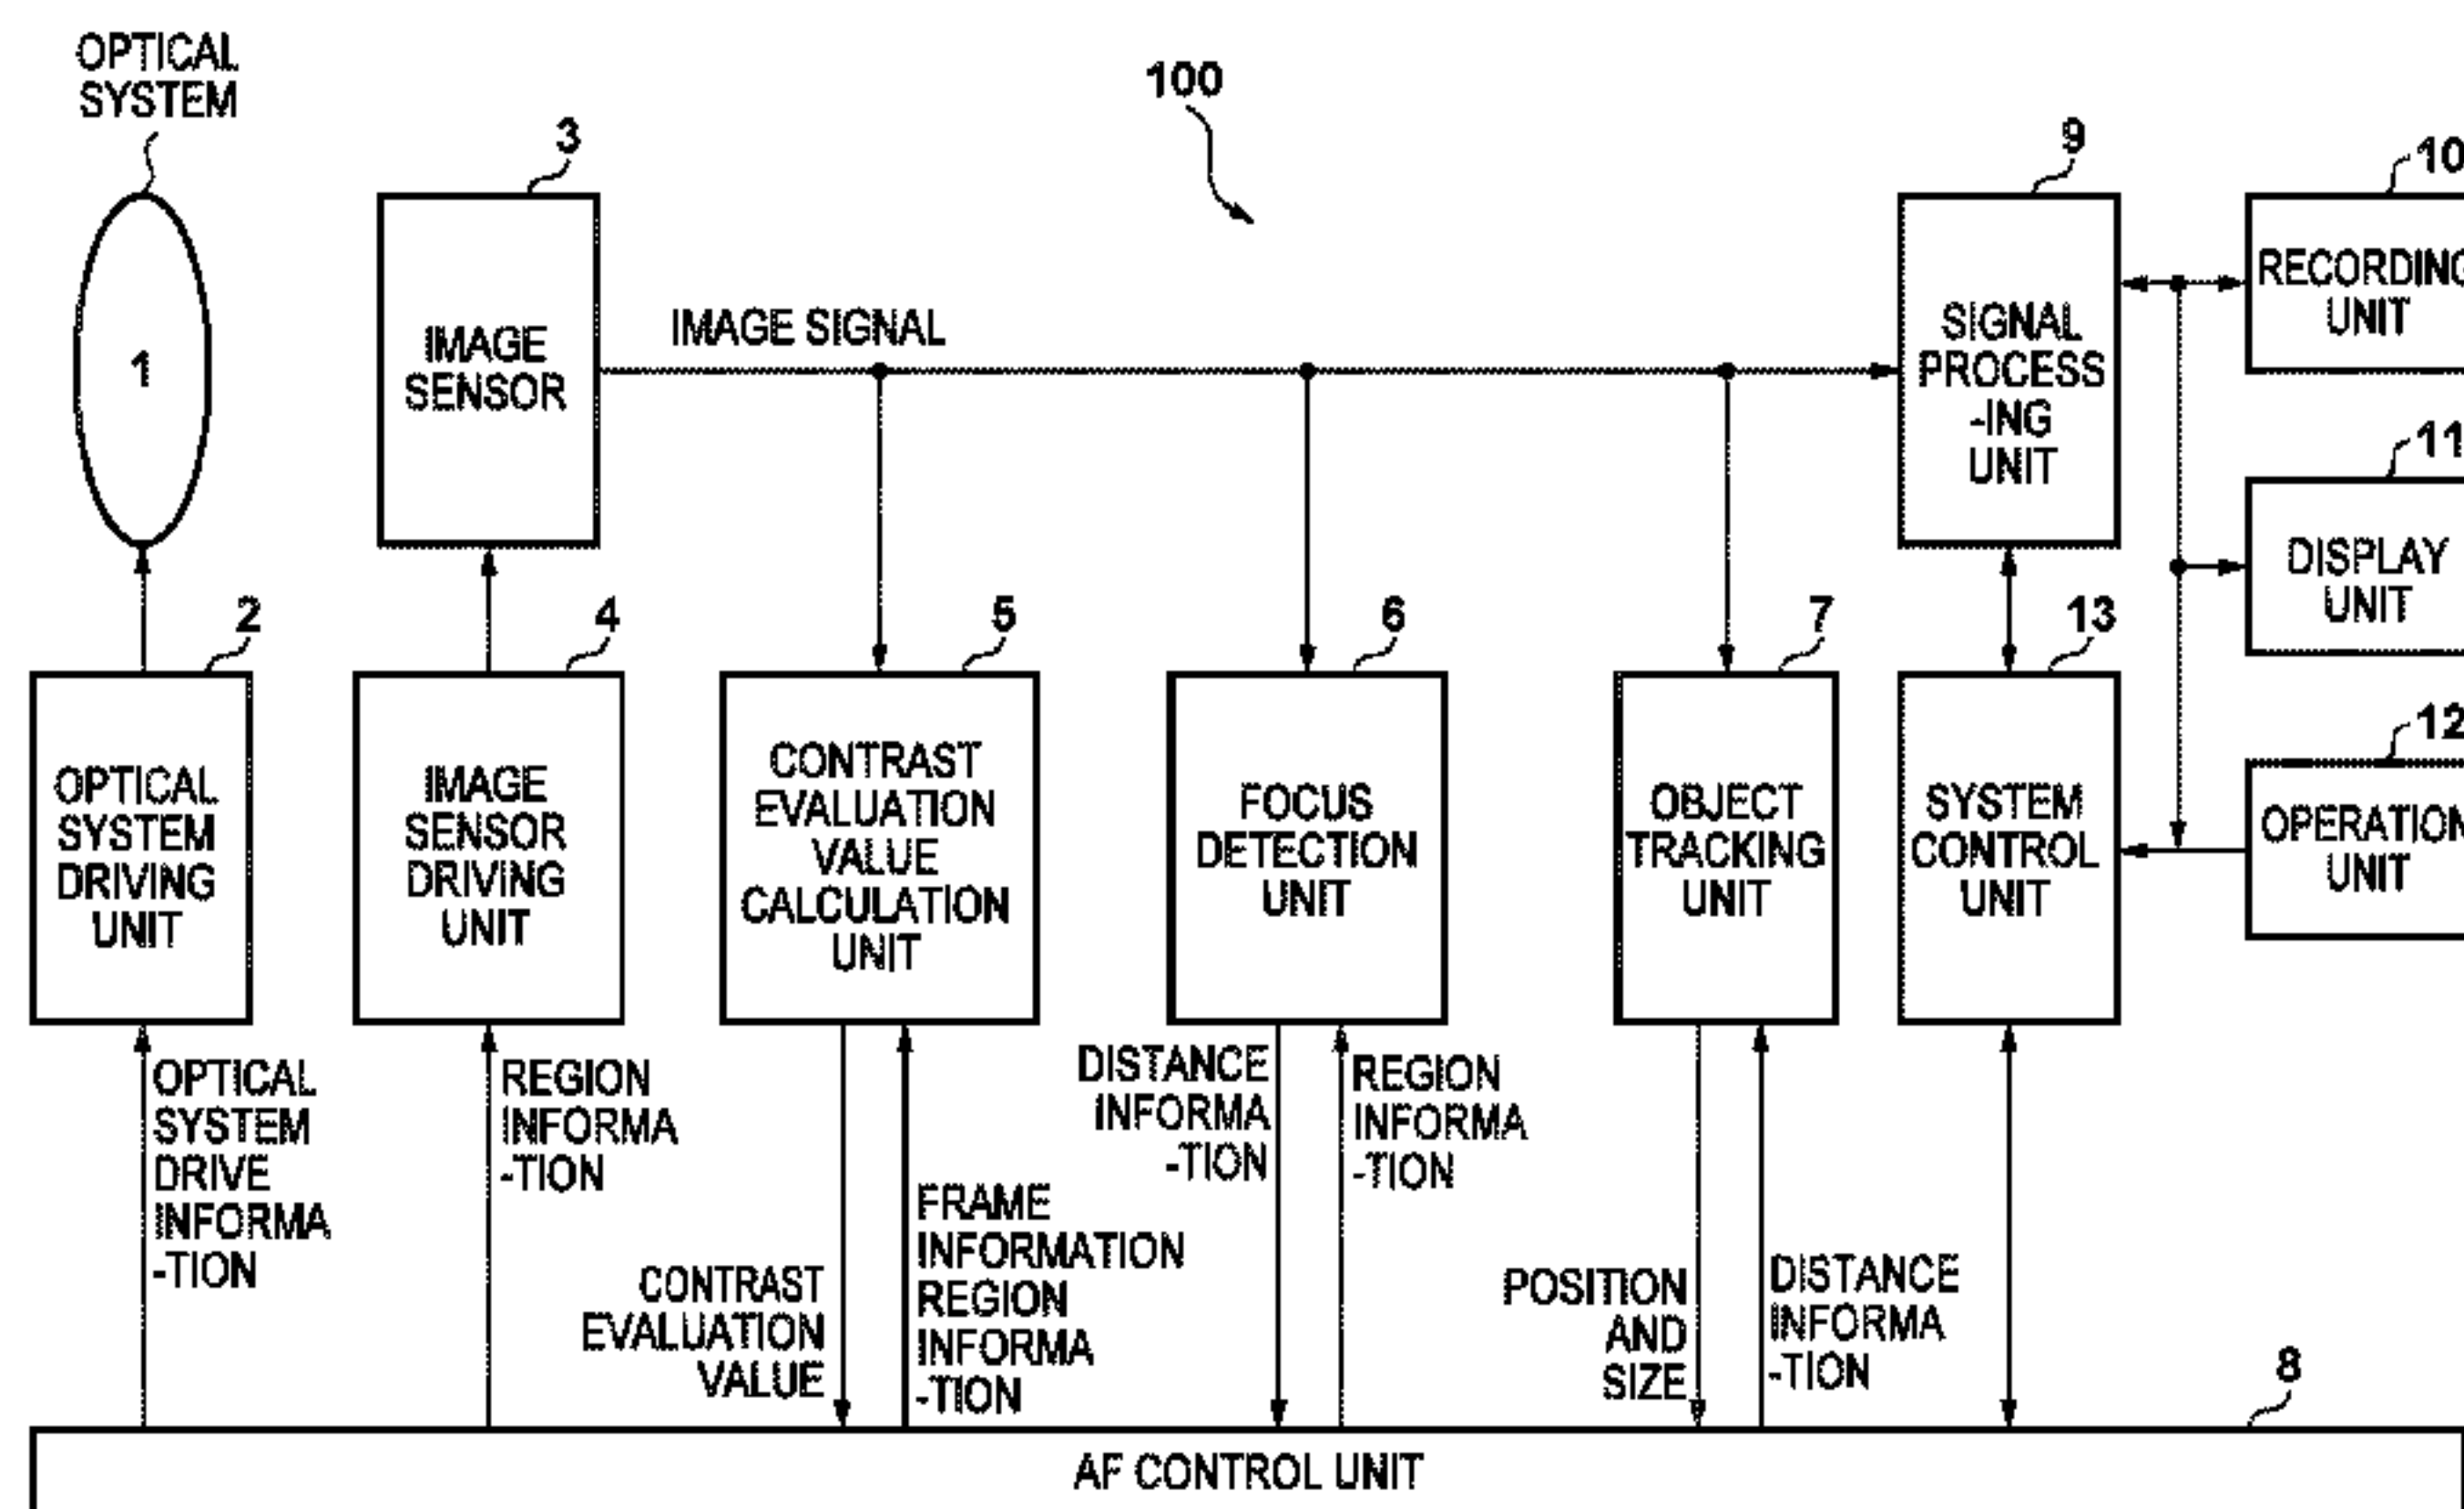 OPTICAL
SYSTEM
100
3
9
10
1
IMAGE
SENSOR
IMAGE SIGNAL
SIGNAL
PROCESS
-ING
UNIT
RECORDING
UNIT
11
DISPLAY
UNIT
2
4
5
6
7
13
12
OPTICAL
SYSTEM
DRIVING
UNIT
IMAGE
SENSOR
DRIVING
UNIT
CONTRAST
EVALUATION
VALUE
CALCULATION
UNIT
FOCUS
DETECTION
UNIT
OBJECT
TRACKING
UNIT
SYSTEM
CONTROL
UNIT
OPERATION
UNIT
OPTICAL
SYSTEM
DRIVE
INFORMA
-TION
REGION
INFORMA
-TION
CONTRAST
EVALUATION
VALUE
FRAME
INFORMATION
REGION
INFORMA
-TION
DISTANCE
INFORMA
-TION
REGION
INFORMA
-TION
POSITION
AND
SIZE
DISTANCE
INFORMA
-TION
8
AF CONTROL UNIT